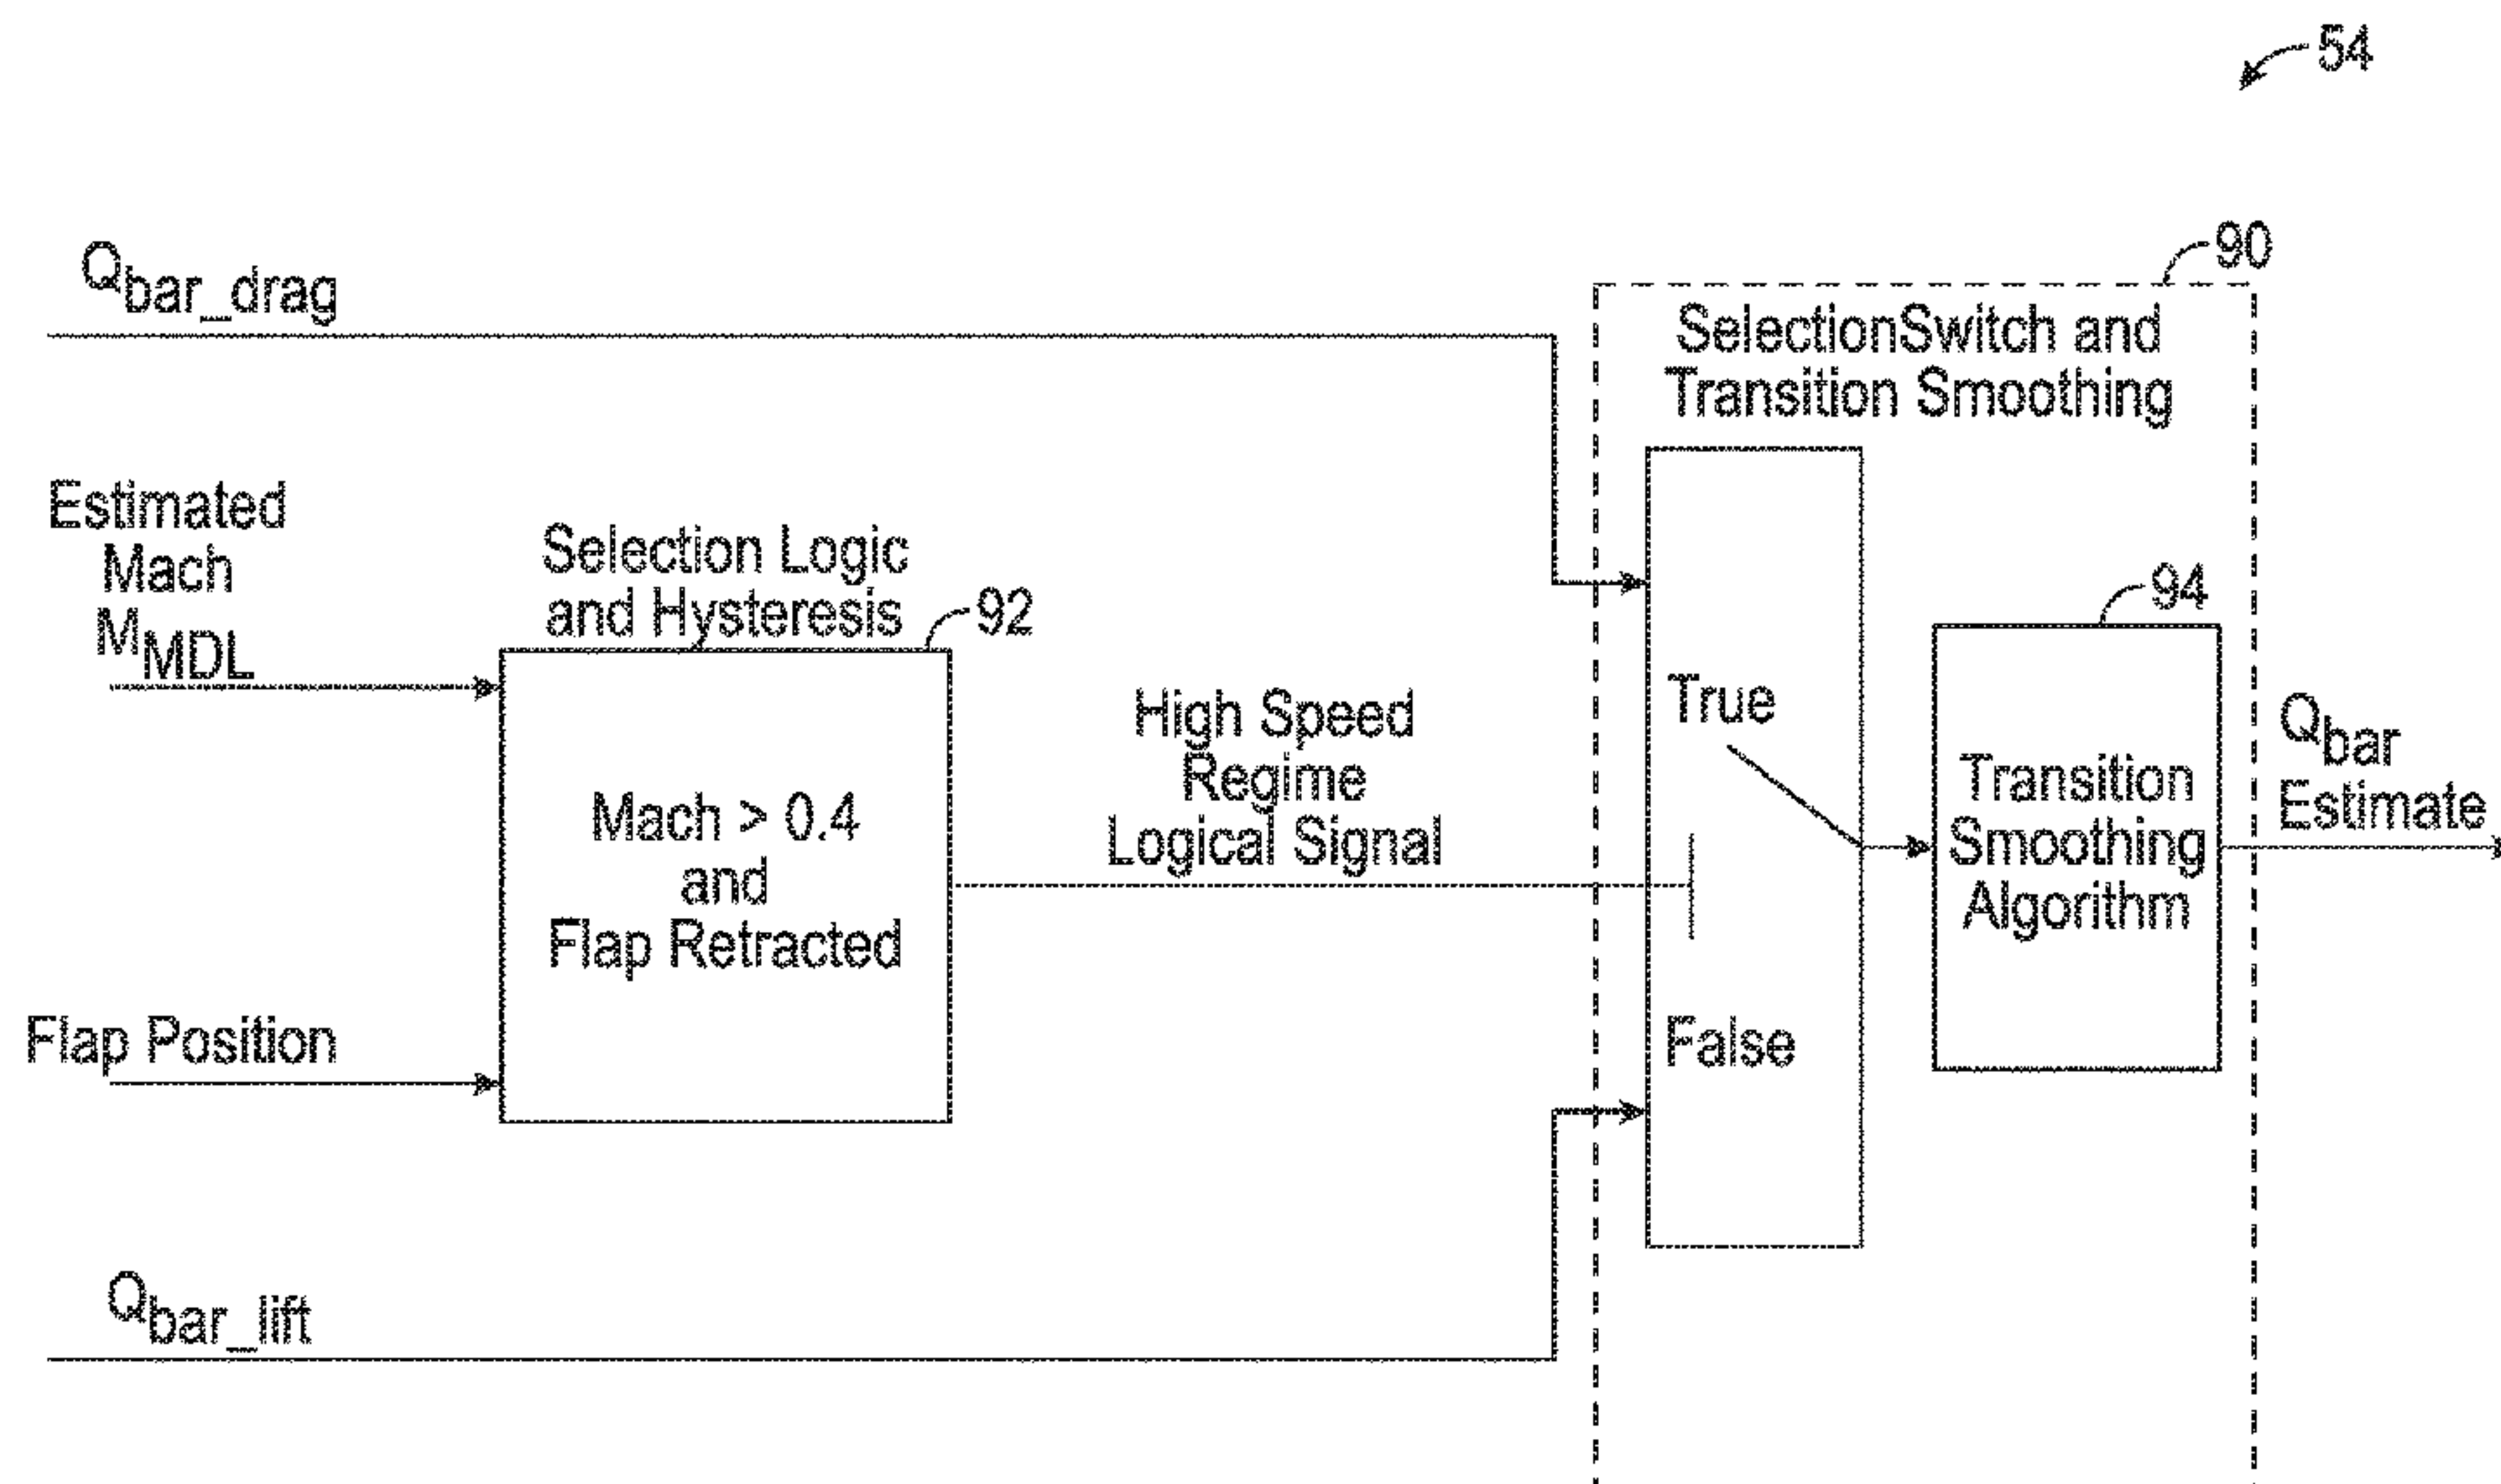 54
Qbar_drag
90
SelectionSwitch and
Transition Smoothing
Estimated
Mach
MMDL
Selection Logic
and Hysteresis
92
Mach > 0.4
and
Flap Retracted
High Speed
Regime
Logical Signal
True
False
94
Transition
Smoothing
Algorithm
Qbar
Estimate
Flap Position
Qbar_lift